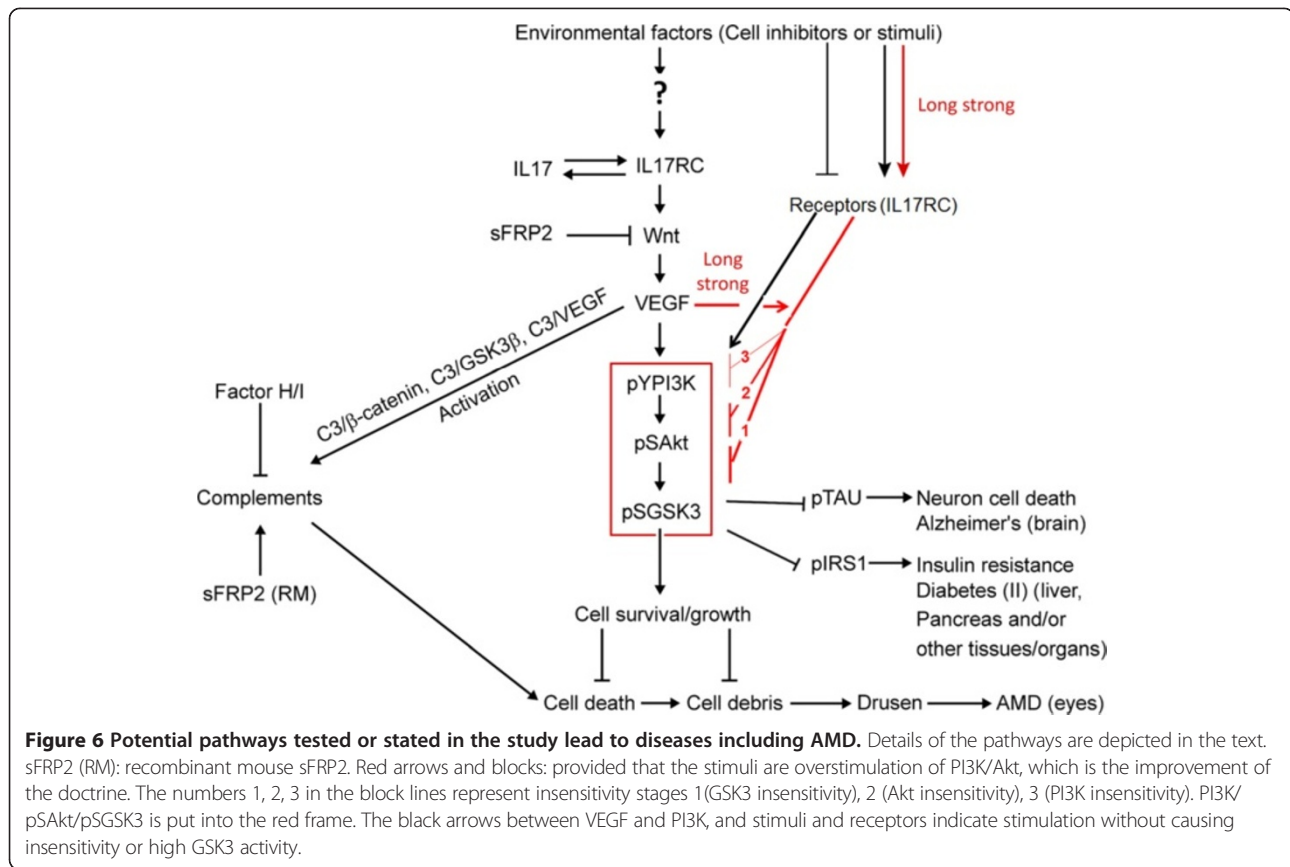 Environmental factors (Cell inhibitors or stimuli)
?
Long strong
IL17
IL17RC
Receptors (IL17RC)
sFRP2
Wnt
Long
strong
VEGF
C3/β-catenin, C3/GSK3β, C3/VEGF
Activation
3
2
1
pYPI3K
pSAkt
pSGSK3
Factor H/I
Complements
sFRP2 (RM)
pTAU
Neuron cell death
Alzheimer's (brain)
pIRS1
Insulin resistance
Diabetes (II) (liver,
Pancreas and/or
other tissues/organs)
Cell survival/growth
Cell death
Cell debris
Drusen
AMD (eyes)
Figure 6 Potential pathways tested or stated in the study lead to diseases including AMD. Details of the pathways are depicted in the text.
sFRP2 (RM): recombinant mouse sFRP2. Red arrows and blocks: provided that the stimuli are overstimulation of PI3K/Akt, which is the improvement of
the doctrine. The numbers 1, 2, 3 in the block lines represent insensitivity stages 1(GSK3 insensitivity), 2 (Akt insensitivity), 3 (PI3K insensitivity). PI3K/
pSAkt/pSGSK3 is put into the red frame. The black arrows between VEGF and PI3K, and stimuli and receptors indicate stimulation without causing
insensitivity or high GSK3 activity.